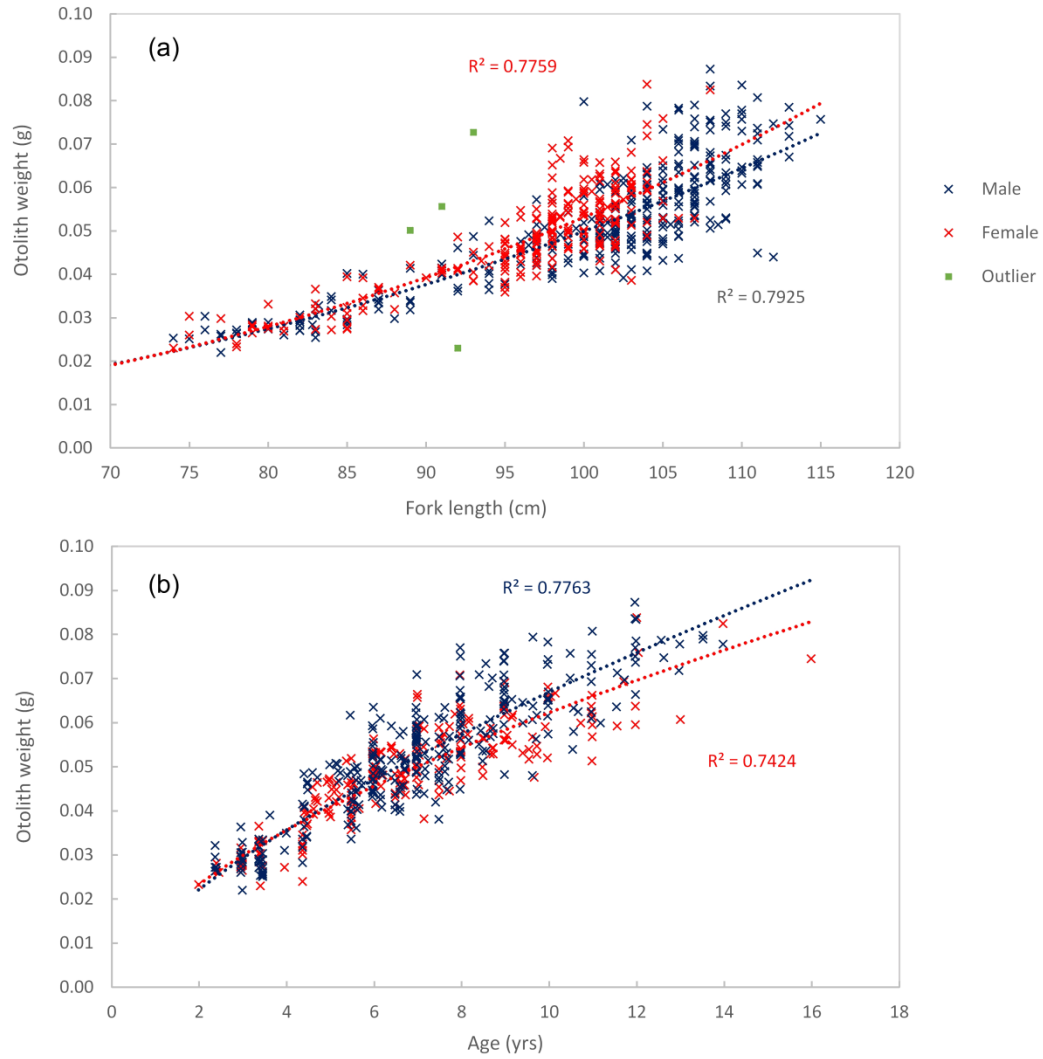 0.10
(a)
0.09
R² = 0.7759
0.08
0.07
0.06
Otolith weight (g)
0.05
0.04
R² = 0.7925
0.03
0.02
0.01
0.00
70 75 80 85 90 95 100 105 110 115 120
Fork length (cm)
Male
Female
Outlier
0.10
(b)
R² = 0.7763
0.09
0.08
0.07
0.06
Otolith weight (g)
0.05
R² = 0.7424
0.04
0.03
0.02
0.01
0.00
0 2 4 6 8 10 12 14 16 18
Age (yrs)